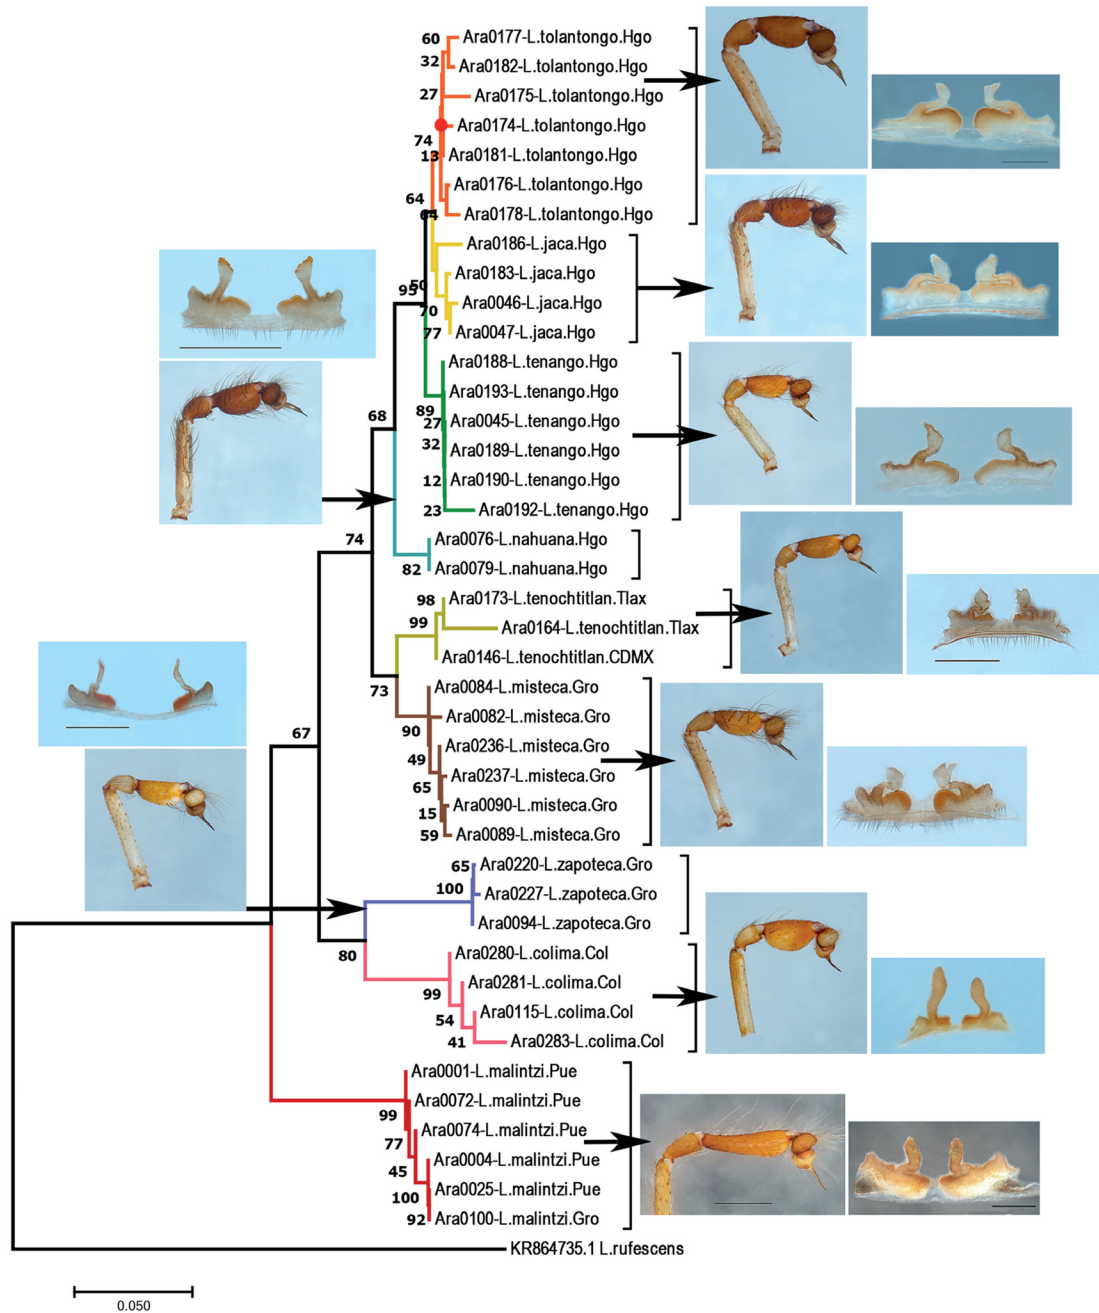 60
Ara0177-L.tolantongo.Hgo
32
Ara0182-L.tolantongo.Hgo
27
Ara0175-L.tolantongo.Hgo
Ara0174-L.tolantongo.Hgo
74
13
Ara0181-L.tolantongo.Hgo
Ara0176-L.tolantongo.Hgo
64
64
Ara0178-L.tolantongo.Hgo
Ara0186-L.jaca.Hgo
Ara0183-L.jaca.Hgo
95
50
Ara0046-L.jaca.Hgo
70
77
Ara0047-L.jaca.Hgo
Ara0188-L.tenango.Hgo
Ara0193-L.tenango.Hgo
89
68
27
Ara0045-L.tenango.Hgo
32
Ara0189-L.tenango.Hgo
12
Ara0190-L.tenango.Hgo
23
Ara0192-L.tenango.Hgo
74
Ara0076-L.nahuana.Hgo
82
Ara0079-L.nahuana.Hgo
98
Ara0173-L.tenochtitlan.Tlax
99
Ara0164-L.tenochtitlan.Tlax
Ara0146-L.tenochtitlan.CDMX
73
Ara0084-L.misteca.Gro
Ara0082-L.misteca.Gro
67
90
Ara0236-L.misteca.Gro
49
Ara0237-L.misteca.Gro
65
15
Ara0090-L.misteca.Gro
59
Ara0089-L.misteca.Gro
65
Ara0220-L.zapoteca.Gro
100
Ara0227-L.zapoteca.Gro
Ara0094-L.zapoteca.Gro
80
Ara0280-L.colima.Col
Ara0281-L.colima.Col
99
54
Ara0115-L.colima.Col
41
Ara0283-L.colima.Col
Ara0001-L.malintzi.Pue
Ara0072-L.malintzi.Pue
99
Ara0074-L.malintzi.Pue
77
Ara0004-L.malintzi.Pue
45
Ara0025-L.malintzi.Pue
100
92
Ara0100-L.malintzi.Gro
KR864735.1 L.rufescens
0.050